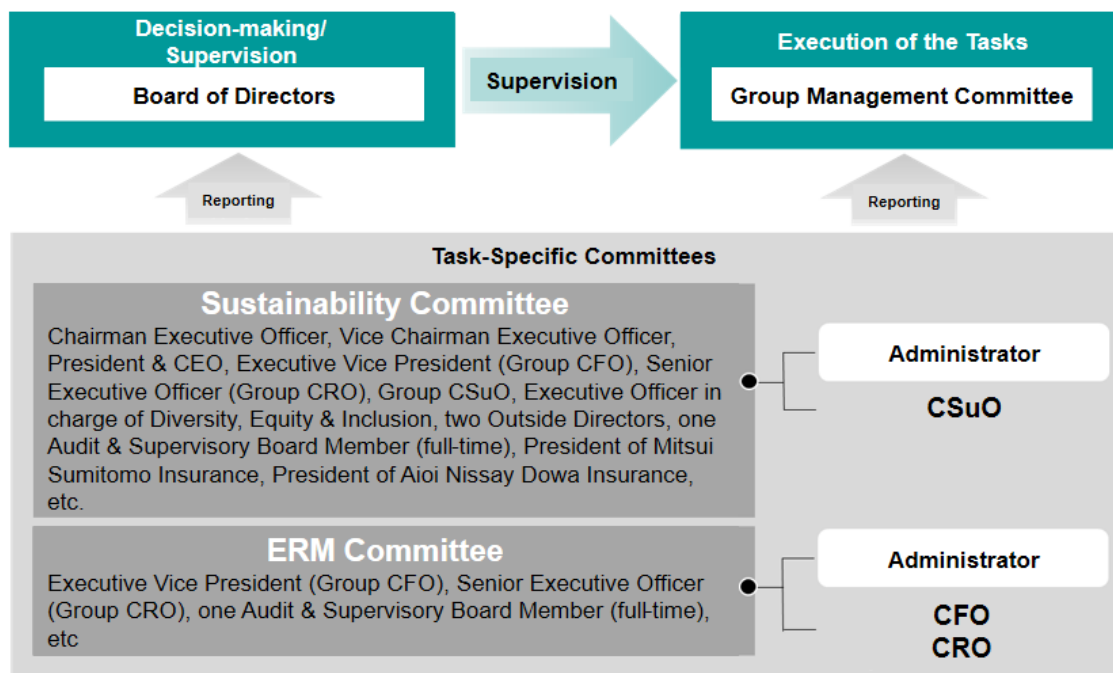 Decision-making/
Supervision
Board of Directors
Supervision
Execution of the Tasks
Group Management Committee
Reporting
Reporting
Task-Specific Committees
Sustainability Committee
Chairman Executive Officer, Vice Chairman Executive Officer,
President & CEO, Executive Vice President (Group CFO), Senior
Executive Officer (Group CRO), Group CSuO, Executive Officer in
charge of Diversity, Equity & Inclusion, two Outside Directors, one
Audit & Supervisory Board Member (full-time), President of Mitsui
Sumitomo Insurance, President of Aioi Nissay Dowa Insurance,
etc.
Administrator
CSuO
ERM Committee
Executive Vice President (Group CFO), Senior Executive Officer
(Group CRO), one Audit & Supervisory Board Member (full-time),
etc
Administrator
CFO
CRO